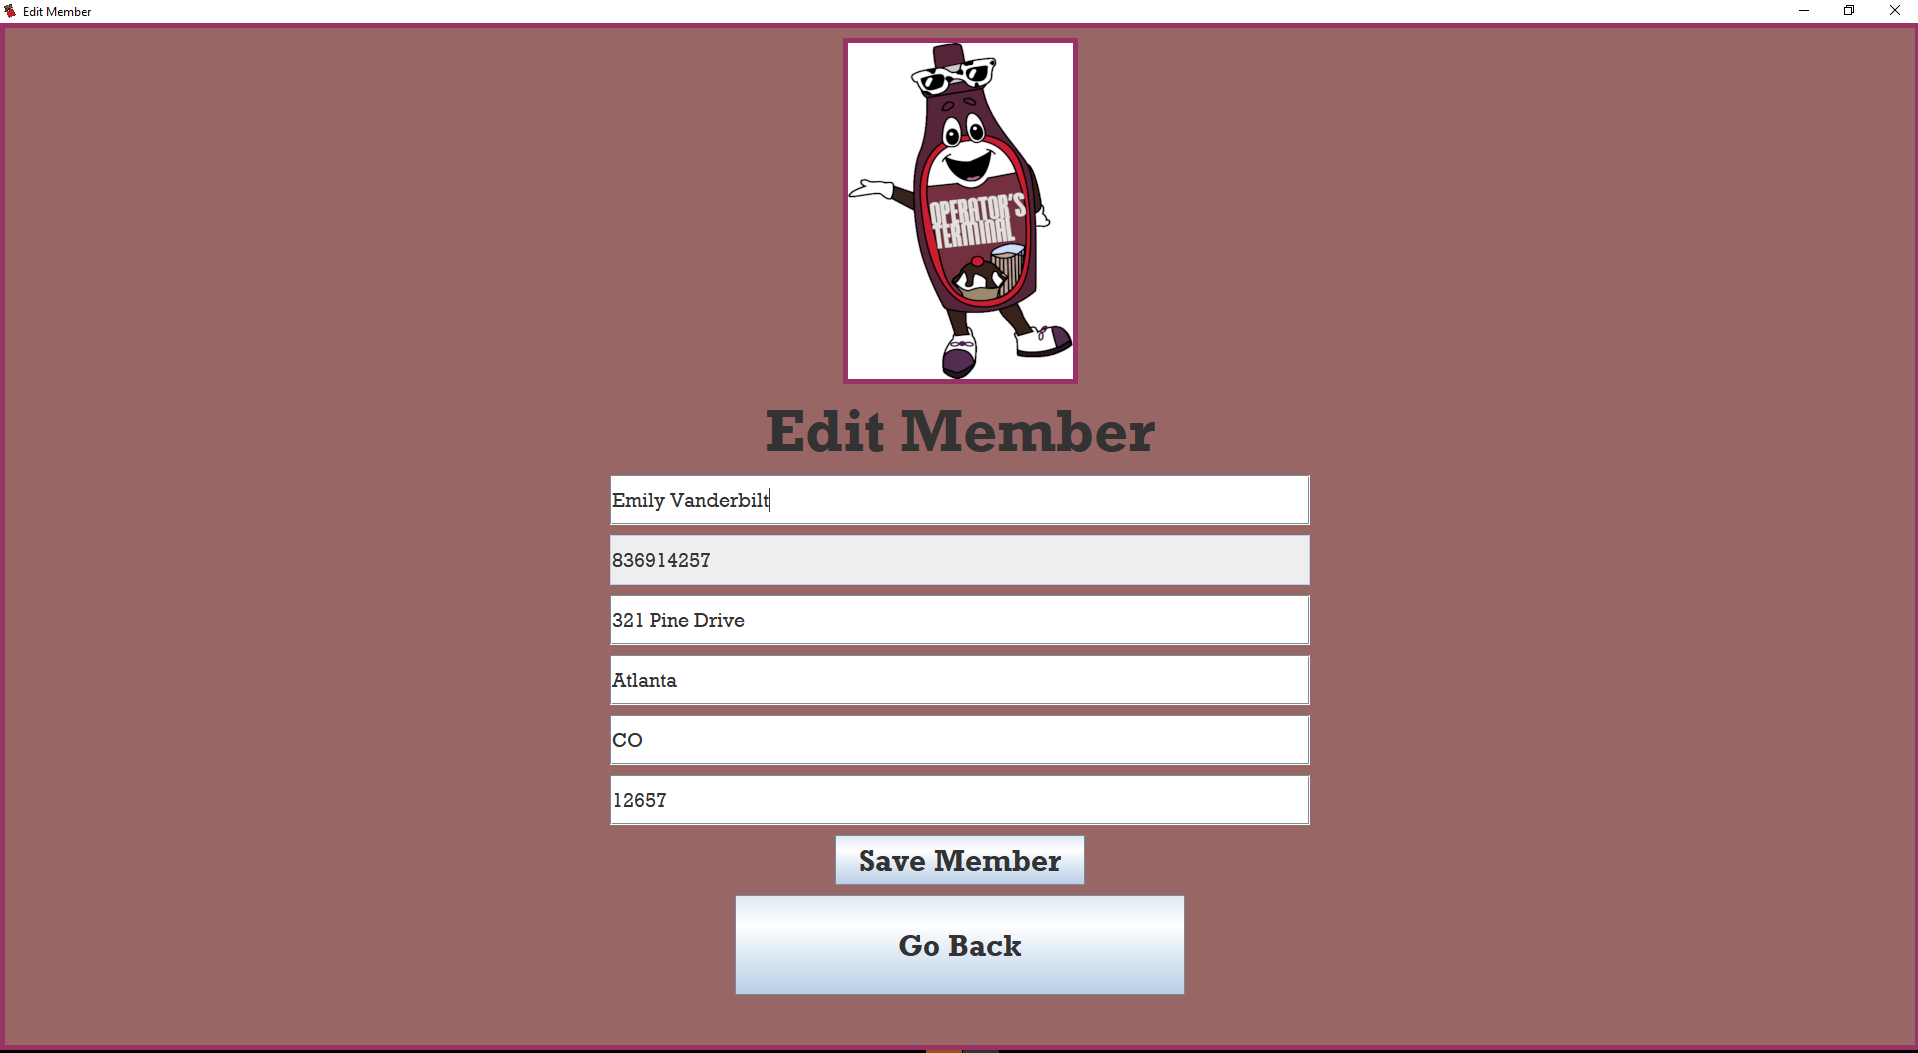 Edit Member
OPERATOR'S
TERMINAL
Edit Member
Emily Vanderbilt
836914257
321 Pine Drive
Atlanta
CO
12657
Save Member
Go Back